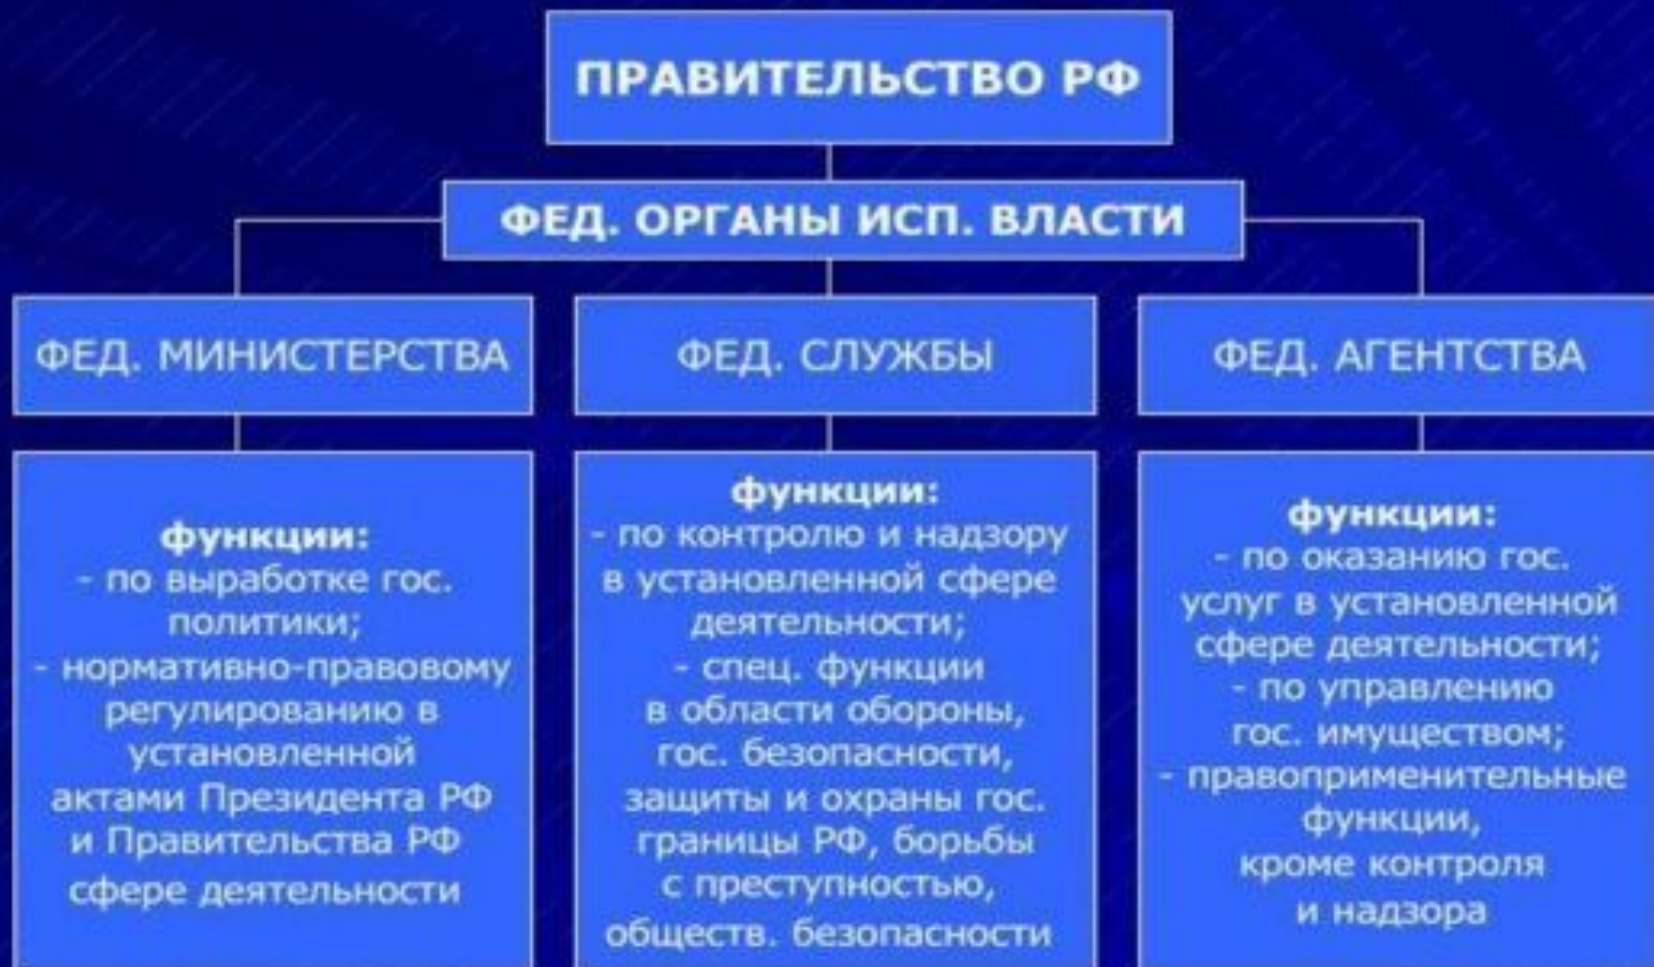 ПРАВИТЕЛЬСТВО РФ
ФЕД. ОРГАНЫ ИСП. ВЛАСТИ
ФЕД. МИНИСТЕРСТВА
функции:
- по выработке гос.
политики;
- нормативно-правовому
регулированию в
установленной
актами Президента РФ
и Правительства РФ
сфере деятельности
ФЕД. СЛУЖБЫ
функции:
- по контролю и надзору
в установленной сфере
деятельности;
- спец. функции
в области обороны,
гос. безопасности,
защиты и охраны гос.
границы РФ, борьбы
с преступностью,
обществ. безопасности
ФЕД. АГЕНТСТВА
функции:
- по оказанию гос.
услуг в установленной
сфере деятельности;
- по управлению
гос. имуществом;
- правоприменительные
функции,
кроме контроля
и надзора